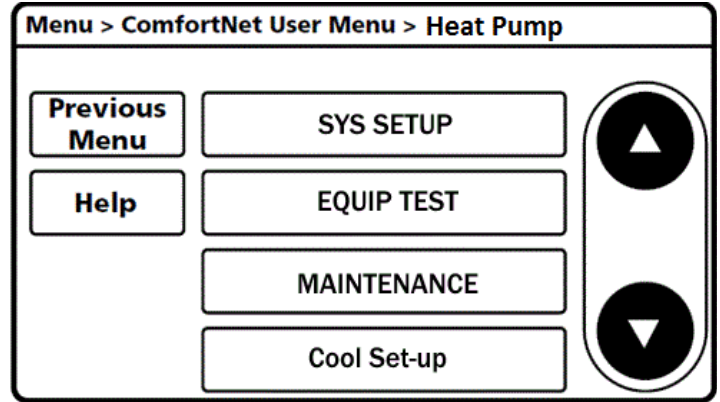 Menu > ComfortNet User Menu > Heat Pump
Previous
Menu
SYS SETUP
Help
EQUIP TEST
MAINTENANCE
Cool Set-up